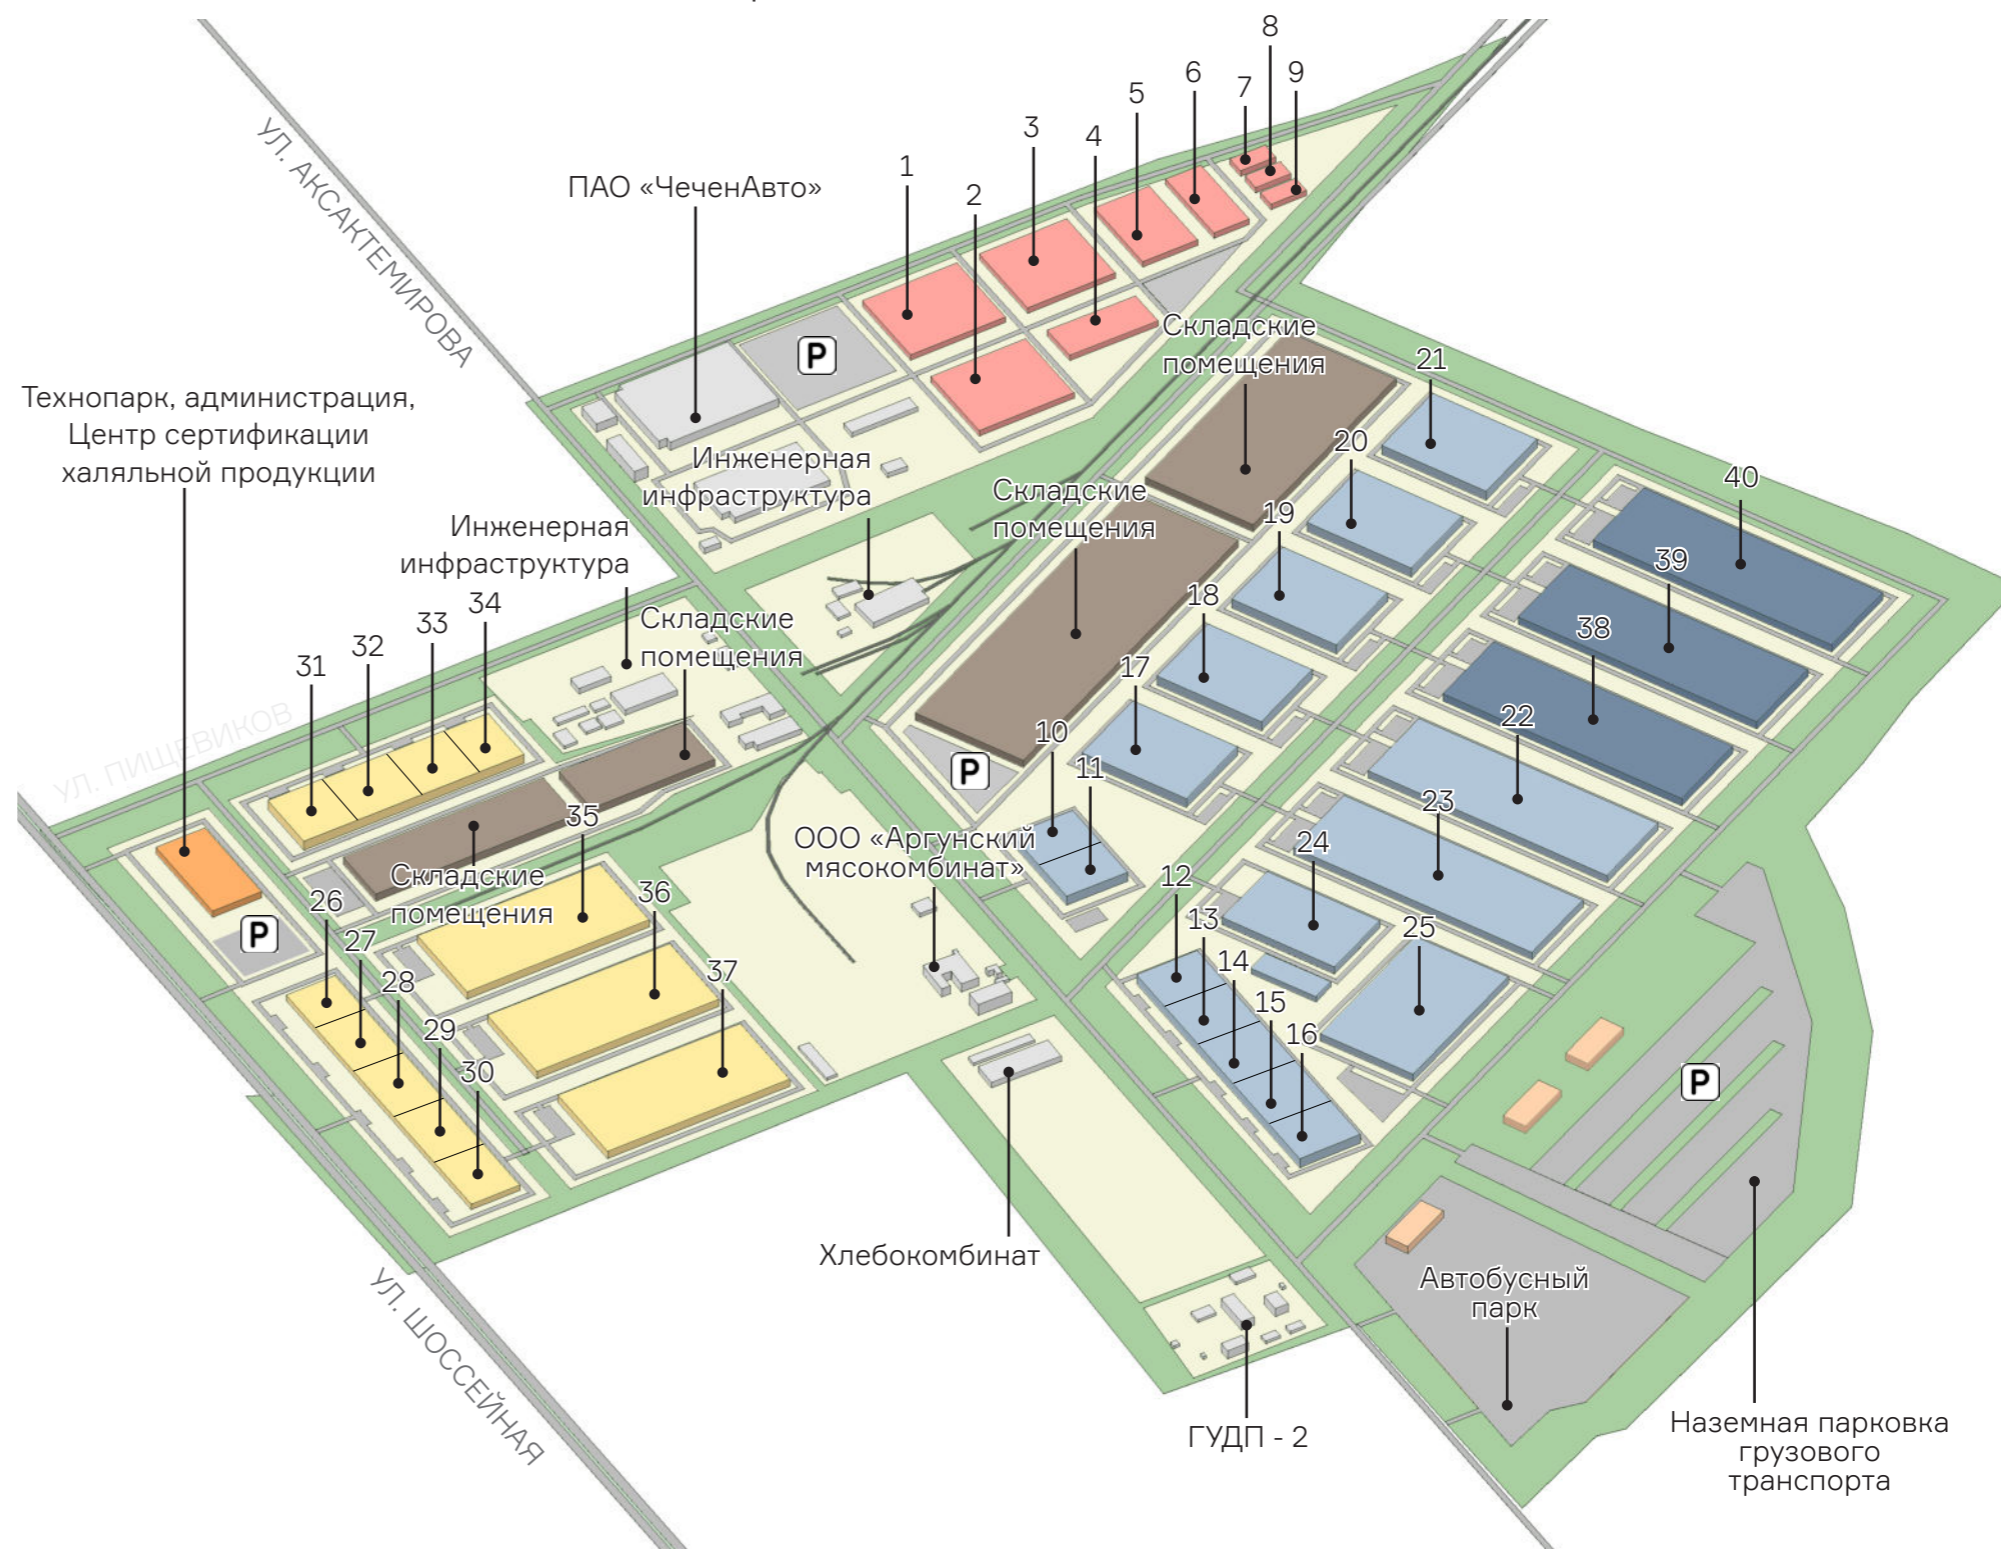 8
7
9
6
5
3
4
1
2
ПАО «ЧеченАвто»
УЛ. АКСАКТЕМИРОВА
P
Складские
помещения
21
Технопарк, администрация,
Центр сертификации
халяльной продукции
Инженерная
инфраструктура
20
40
Складские
помещения
19
Инженерная
инфраструктура
39
34
33
32
31
Складские
помещения
18
38
17
22
УЛ. ПИЩЕВИКОВ
10
11
P
23
35
ООО «Аргунский
мясокомбинат»
24
Складские
помещения
12
36
26
13
25
P
27
14
37
28
15
29
16
30
P
Хлебокомбинат
Автобусный
парк
УЛ. ШОССЕЙНАЯ
ГУДП - 2
Наземная парковка
грузового
транспорта